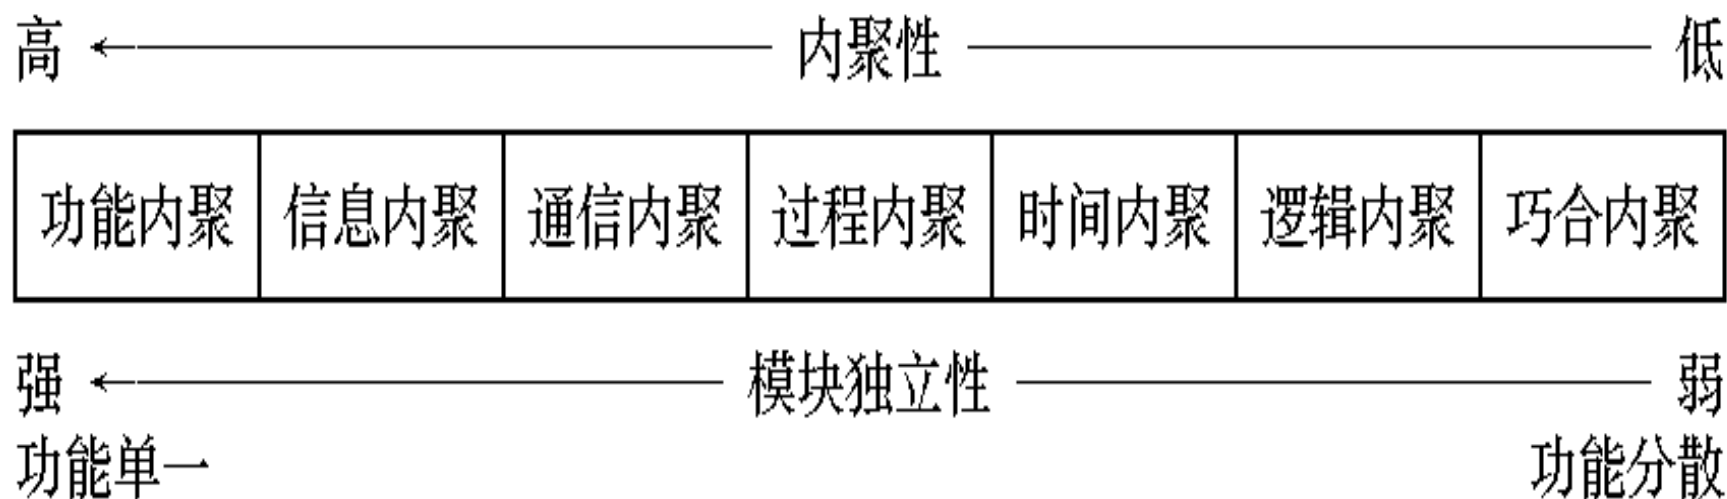 高 内聚性 低
功能内聚 信息内聚 通信内聚 过程内聚 时间内聚 逻辑内聚 巧合内聚
强 模块独立性 弱
功能单一 功能分散